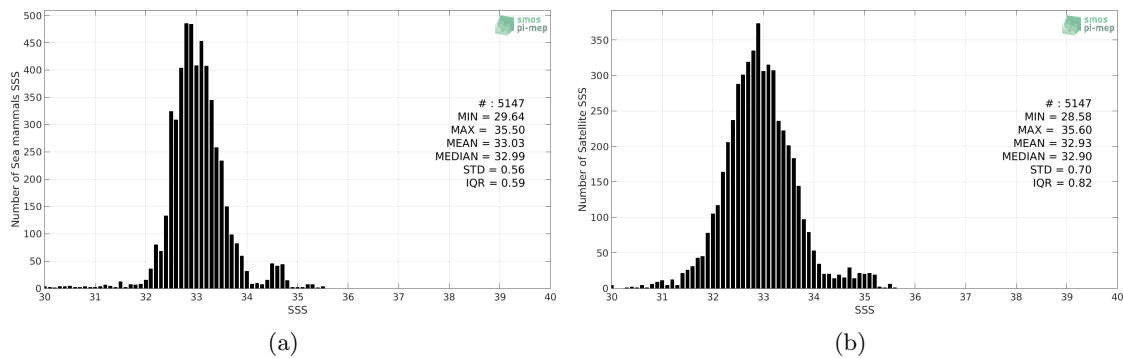 500
450
400
350
300
250
200
150
100
50
0
Number of Sea mammals SSS
30 31 32 33 34 35 36 37 38 39 40
SSS
smos
pi-mep
# : 5147
MIN = 29.64
MAX = 35.50
MEAN = 33.03
MEDIAN = 32.99
STD = 0.56
IQR = 0.59
(a)
350
300
250
200
150
100
50
0
Number of Satellite SSS
30 31 32 33 34 35 36 37 38 39 40
SSS
smos
pi-mep
# : 5147
MIN = 28.58
MAX = 35.60
MEAN = 32.93
MEDIAN = 32.90
STD = 0.70
IQR = 0.82
(b)